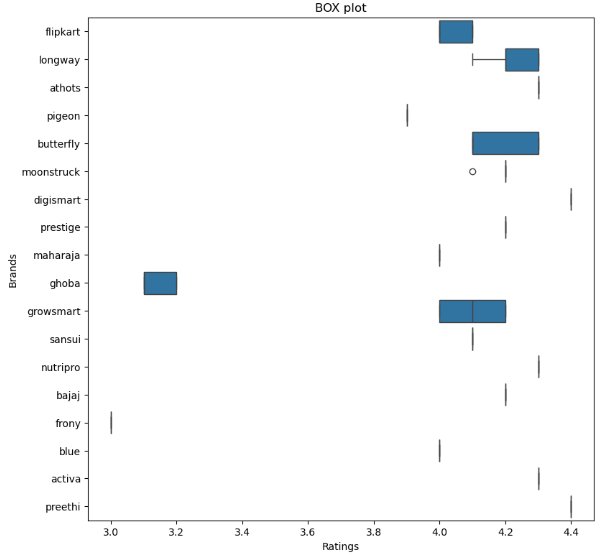 BOX plot
flipkart
longway
athots
pigeon
butterfly
moonstruck
digismart
prestige
maharaja
ghoba
growsmart
sansui
nutripro
bajaj
frony
blue
activa
preethi
Brands
3.0 3.2 3.4 3.6 3.8 4.0 4.2 4.4
Ratings